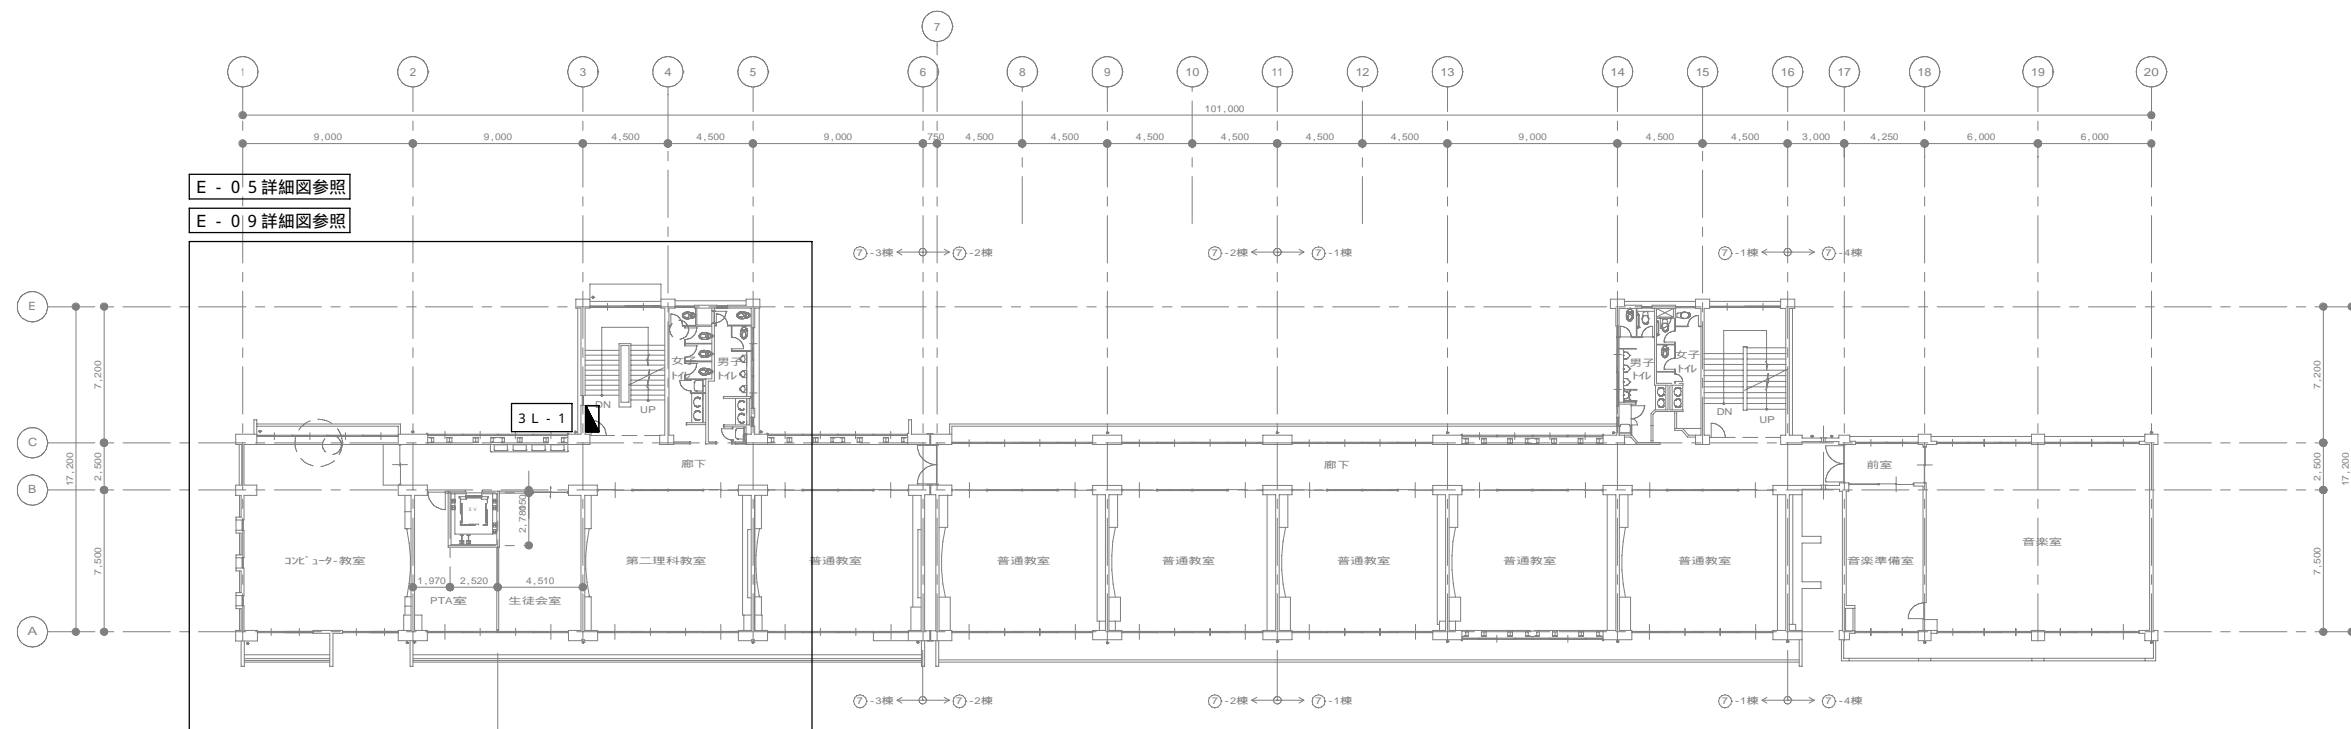 7
1 2 3 4 5 6 8 9 10 11 12 13 14 15 16 17 18 19 20
101,000
9,000 9,000 4,500 4,500 9,000 750 4,500 4,500 4,500 4,500 4,500 4,500 9,000 4,500 4,500 3,000 4,250 6,000 6,000
E - 05詳細図参照
E - 09詳細図参照
⑦-3棟 ⑦-2棟 ⑦-2棟 ⑦-1棟 ⑦-1棟 ⑦-4棟
E
7,200
7,200
女子
トイレ
男子
トイレ
男子
トイレ
女子
トイレ
DN
UP
DN
UP
3L-1
C
廊下
廊下
前室
17,200
2,500
2,500
17,200
B
EV
2,780
150
7,500
7,500
コンピューター教室
第二理科教室
普通教室
普通教室
普通教室
普通教室
普通教室
普通教室
音楽準備室
音楽室
1,970 2,520 4,510
PTA室
生徒会室
A
⑦-3棟 ⑦-2棟 ⑦-2棟 ⑦-1棟 ⑦-1棟 ⑦-4棟